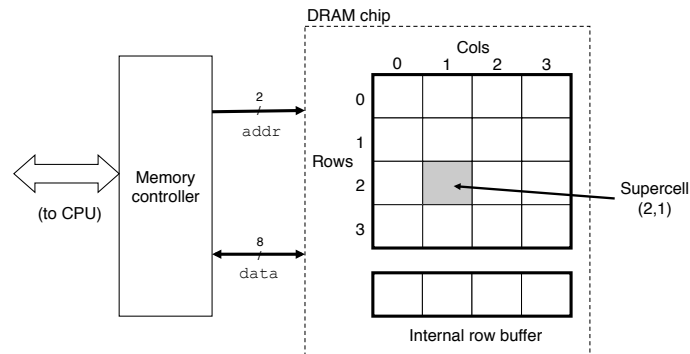 DRAM chip
Cols
0 1 2 3
0
1
Rows
2
3
2
addr
Memory
controller
(to CPU)
8
data
Supercell
(2,1)
Internal row buffer